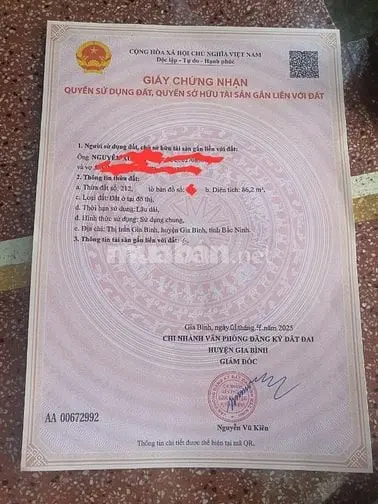 CỘNG HÒA XÃ HỘI CHỦ NGHĨA VIỆT NAM
Độc lập - Tự do - Hạnh phúc
GIẤY CHỨNG NHẬN
QUYỀN SỬ DỤNG ĐẤT, QUYỀN SỞ HỮU TÀI SẢN GẮN LIỀN VỚI ĐẤT
1. Người sử dụng đất, chủ sở hữu tài sản gắn liền với đất:
Ông NGUYỄN
và vợ
2. Thông tin thửa đất:
a. Thửa đất số: 212, tờ bản đồ số: b. Diện tích: 86,2 m².
c. Loại đất: Đất ở tại đô thị,
d. Thời hạn sử dụng: Lâu dài,
đ. Hình thức sử dụng: Sử dụng chung,
e. Địa chỉ: Thị trấn Gia Bình, huyện Gia Bình, tỉnh Bắc Ninh.
3. Thông tin tài sản gắn liền với đất:
muaban.net
Gia Bình, ngày 01 tháng 4 năm 2025
CHI NHÁNH VĂN PHÒNG ĐĂNG KÝ ĐẤT ĐAI
HUYỆN GIA BÌNH
GIÁM ĐỐC
Nguyễn Vũ Kiên
AA 00672992
Thông tin chi tiết được thể hiện tại mã QR.